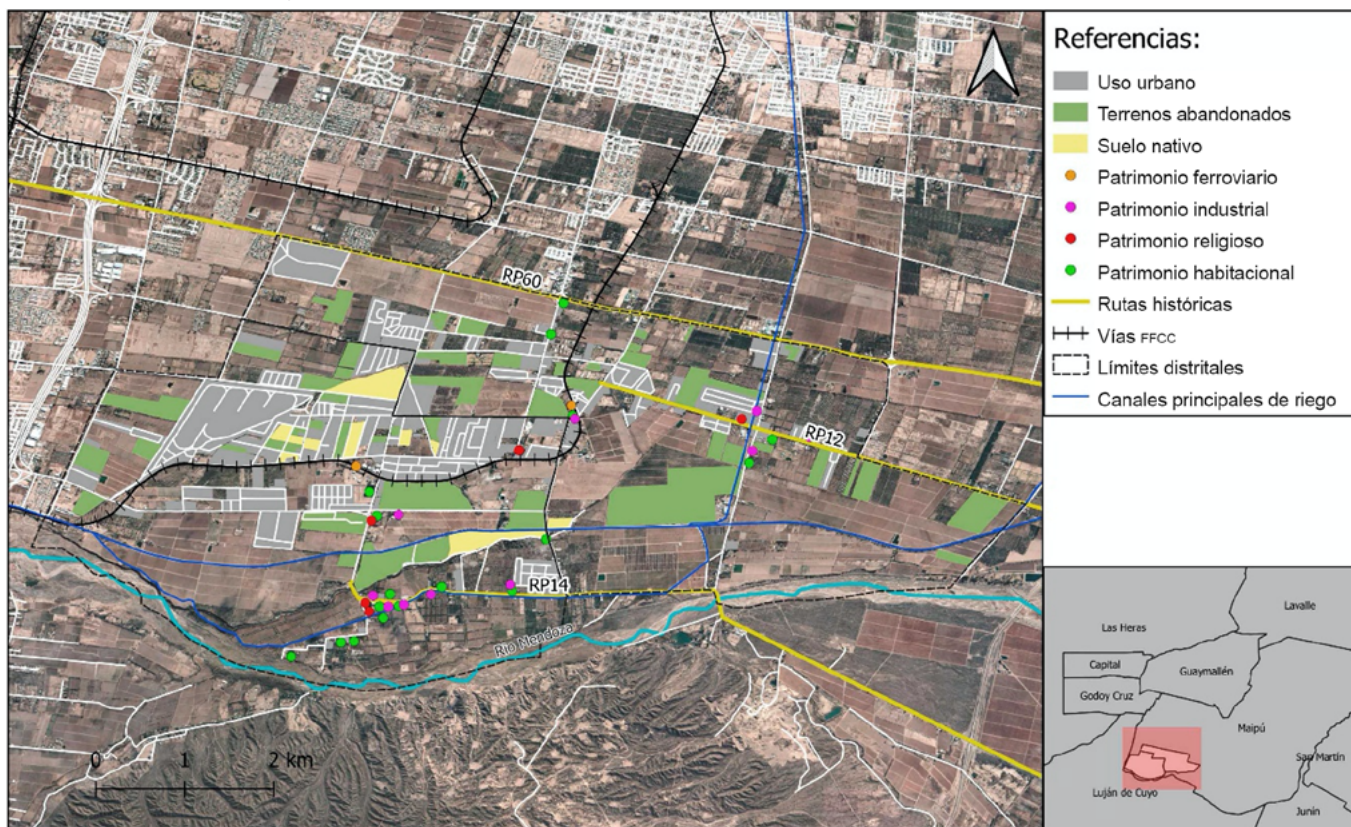 RP60
RP12
RP14
Río Mendoza
0 1 2 km
Referencias:
Uso urbano
Terrenos abandonados
Suelo nativo
Patrimonio ferroviario
Patrimonio industrial
Patrimonio religioso
Patrimonio habitacional
Rutas históricas
Vías FFCC
Límites distritales
Canales principales de riego
Lavalle
Las Heras
Capital
Guaymallén
Godoy Cruz
Maipú
San Martín
Luján de Cuyo
Junín